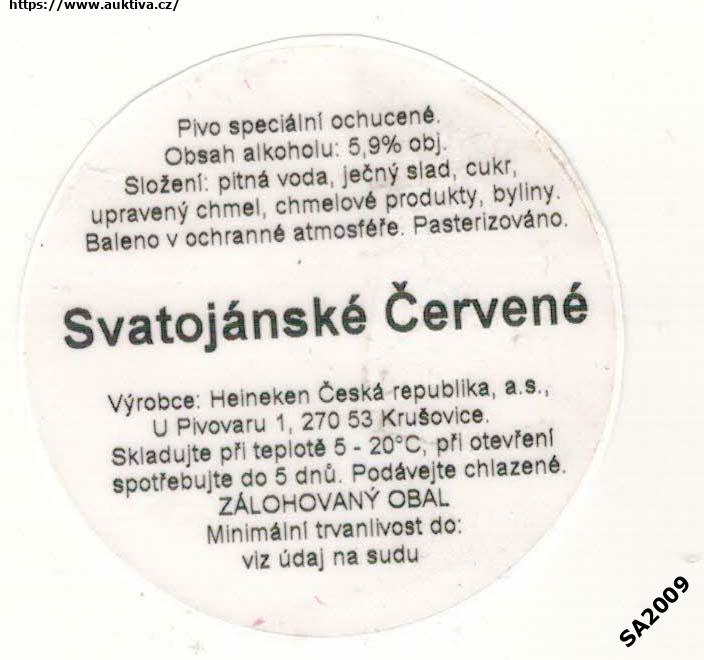 https://www.auktiva.cz/
Pivo speciální ochucené.
Obsah alkoholu: 5,9% obj.
Složení: pitná voda, ječný slad, cukr,
upravený chmel, chmelové produkty, byliny.
Baleno v ochranné atmosféře. Pasterizováno.
Svatojánské Červené
Výrobce: Heineken Česká republika, a.s.,
U Pivovaru 1, 270 53 Krušovice.
Skladujte při teplotě 5 - 20°C, při otevření
spotřebujte do 5 dnů. Podávejte chlazené.
ZÁLOHOVANÝ OBAL
Minimální trvanlivost do:
viz údaj na sudu
SA2009